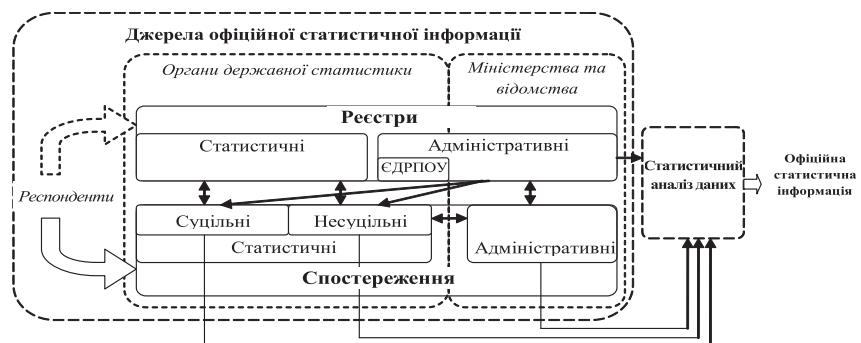 Джерела офіційної статистичної інформації
Органи державної статистики
Міністерства та
відомства
Реєстри
Статистичні
Адміністративні
ЄДРПОУ
Респонденти
Суцільні
Несуцільні
Статистичні
Адміністративні
Спостереження
Статистичний
аналіз даних
Офіційна
статистична
інформація